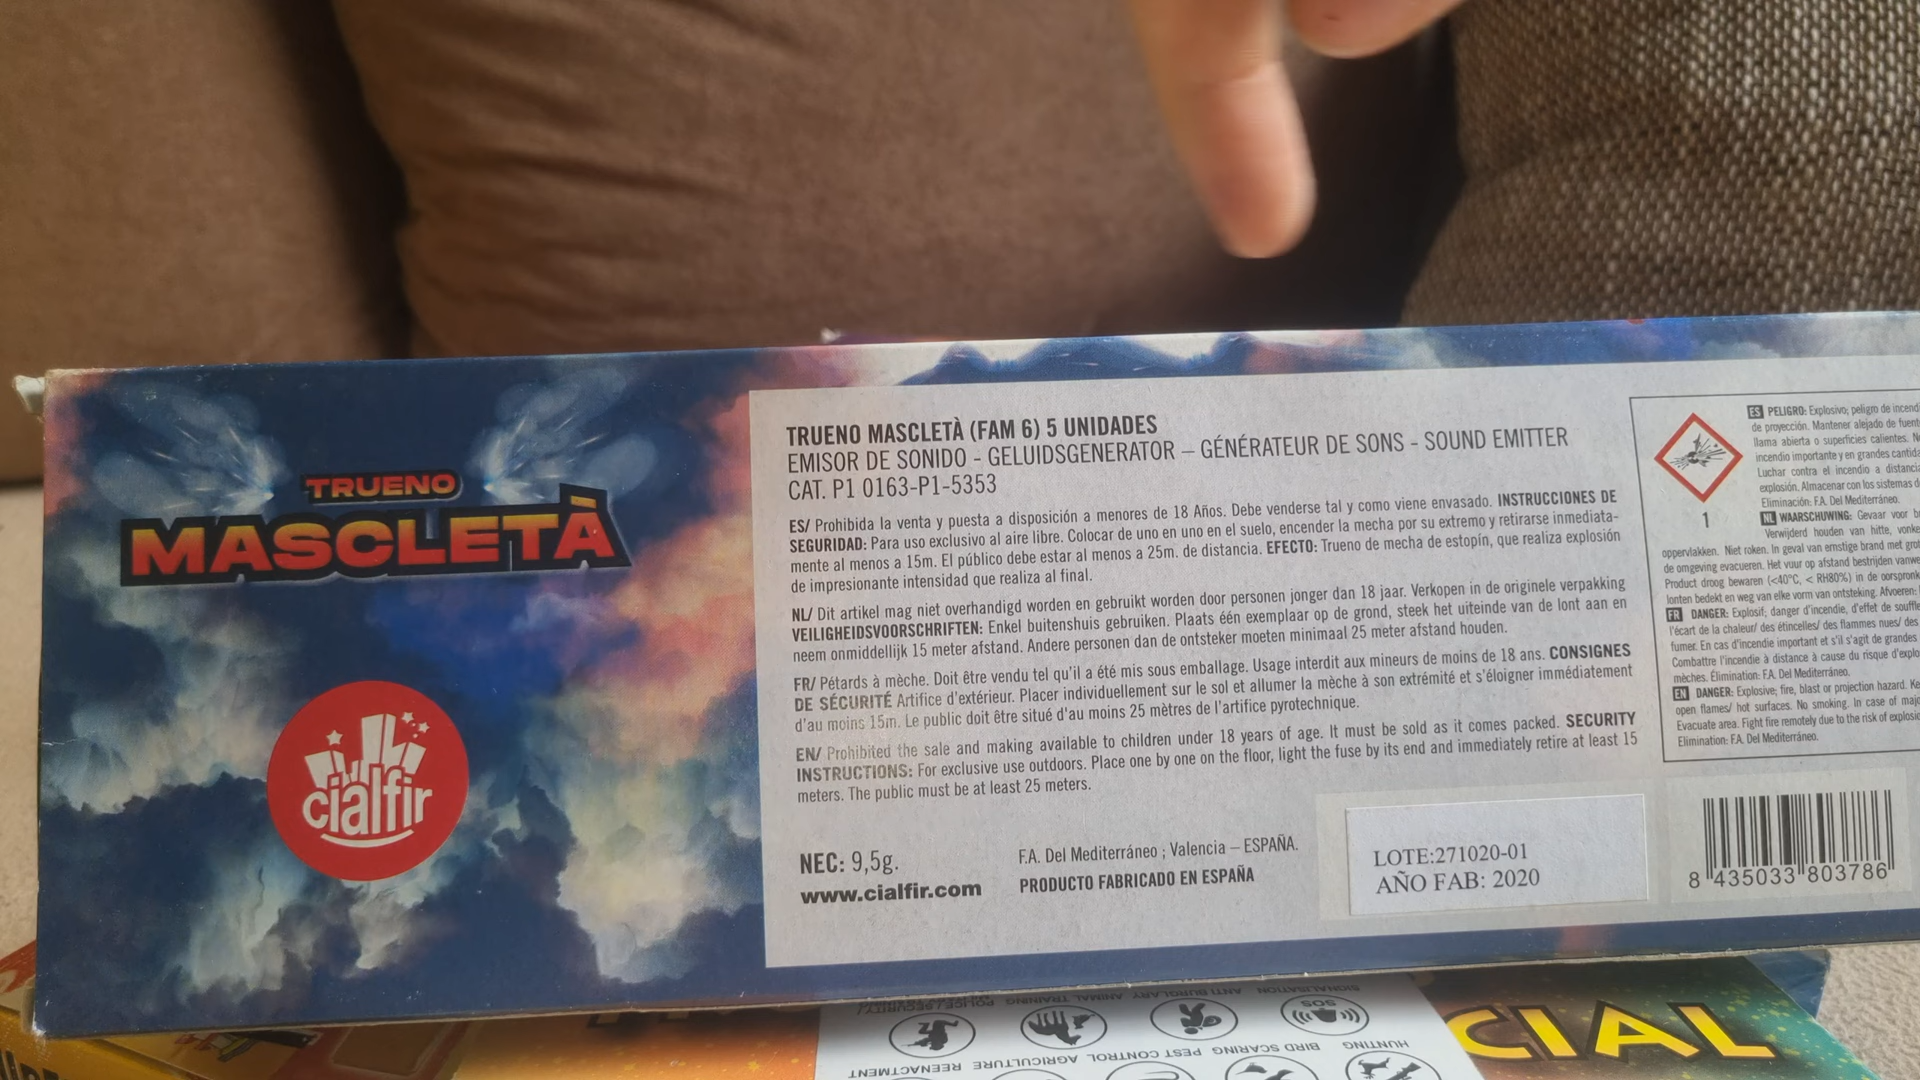 TRUENO
MASCLETÀ
cialfir
TRUENO MASCLETÀ (FAM 6) 5 UNIDADES
EMISOR DE SONIDO - GELUIDSGENERATOR – GÉNÉRATEUR DE SONS - SOUND EMITTER
CAT. P1 0163-P1-5353
ES/ Prohibida la venta y puesta a disposición a menores de 18 Años. Debe venderse tal y como viene envasado. INSTRUCCIONES DE
SEGURIDAD: Para uso exclusivo al aire libre. Colocar de uno en uno en el suelo, encender la mecha por su extremo y retirarse inmediata-
mente al menos a 15m. El público debe estar al menos a 25m. de distancia. EFECTO: Trueno de mecha de estopín, que realiza explosión
de impresionante intensidad que realiza al final.
NL/ Dit artikel mag niet overhandigd worden en gebruikt worden door personen jonger dan 18 jaar. Verkopen in de originele verpakking
VEILIGHEIDSVOORSCHRIFTEN: Enkel buitenshuis gebruiken. Plaats één exemplaar op de grond, steek het uiteinde van de lont aan en
neem onmiddellijk 15 meter afstand. Andere personen dan de ontsteker moeten minimaal 25 meter afstand houden.
FR/ Pétards à mèche. Doit être vendu tel qu'il a été mis sous emballage. Usage interdit aux mineurs de moins de 18 ans. CONSIGNES
DE SÉCURITÉ Artifice d'extérieur. Placer individuellement sur le sol et allumer la mèche à son extrémité et s'éloigner immédiatement
d'au moins 15m. Le public doit être situé d'au moins 25 mètres de l'artifice pyrotechnique.
EN/ Prohibited the sale and making available to children under 18 years of age. It must be sold as it comes packed. SECURITY
INSTRUCTIONS: For exclusive use outdoors. Place one by one on the floor, light the fuse by its end and immediately retire at least 15
meters. The public must be at least 25 meters.
NEC: 9,5g.
www.cialfir.com
F.A. Del Mediterráneo ; Valencia – ESPAÑA.
PRODUCTO FABRICADO EN ESPAÑA
LOTE:271020-01
AÑO FAB: 2020
1
ES PELIGRO: Explosivo; peligro de incend
de proyección. Mantener alejado de fuent
llama abierta o superficies calientes. N
incendio importante y en grandes cantida
Luchar contra el incendio a distancia
explosión. Almacenar con los sistemas d
Eliminación: F.A. Del Mediterráneo.
NL WAARSCHUWING: Gevaar voor b
Verwijderd houden van hitte, vonke
oppervlakken. Niet roken. In geval van ernstige brand met grot
de omgeving evacueren. Het vuur op afstand bestrijden vanwe
Product droog bewaren (<40°C, < RH80%) in de oorspronk
lonten bedekt en weg van elke vorm van ontsteking. Afvoeren:
FR DANGER: Explosif; danger d'incendie, d'effet de souffle
l'écart de la chaleur/ des étincelles/ des flammes nues/ des
fumer. En cas d'incendie important et s'il s'agit de grandes
Combattre l'incendie à distance à cause du risque d'explo
mèches. Élimination: F.A. Del Mediterráneo.
EN DANGER: Explosive; fire, blast or projection hazard. Ke
open flames/ hot surfaces. No smoking. In case of majo
Evacuate area. Fight fire remotely due to the risk of explosio
Elimination: F.A. Del Mediterráneo.
8 435033 803786
SIGNALISATION ANTI BURGLARY ANIMAL TRAINING POLICE / SECURITY
SOS
HUNTING BIRD SCARING PEST CONTROL AGRICULTURE REENACTMENT
CIAL